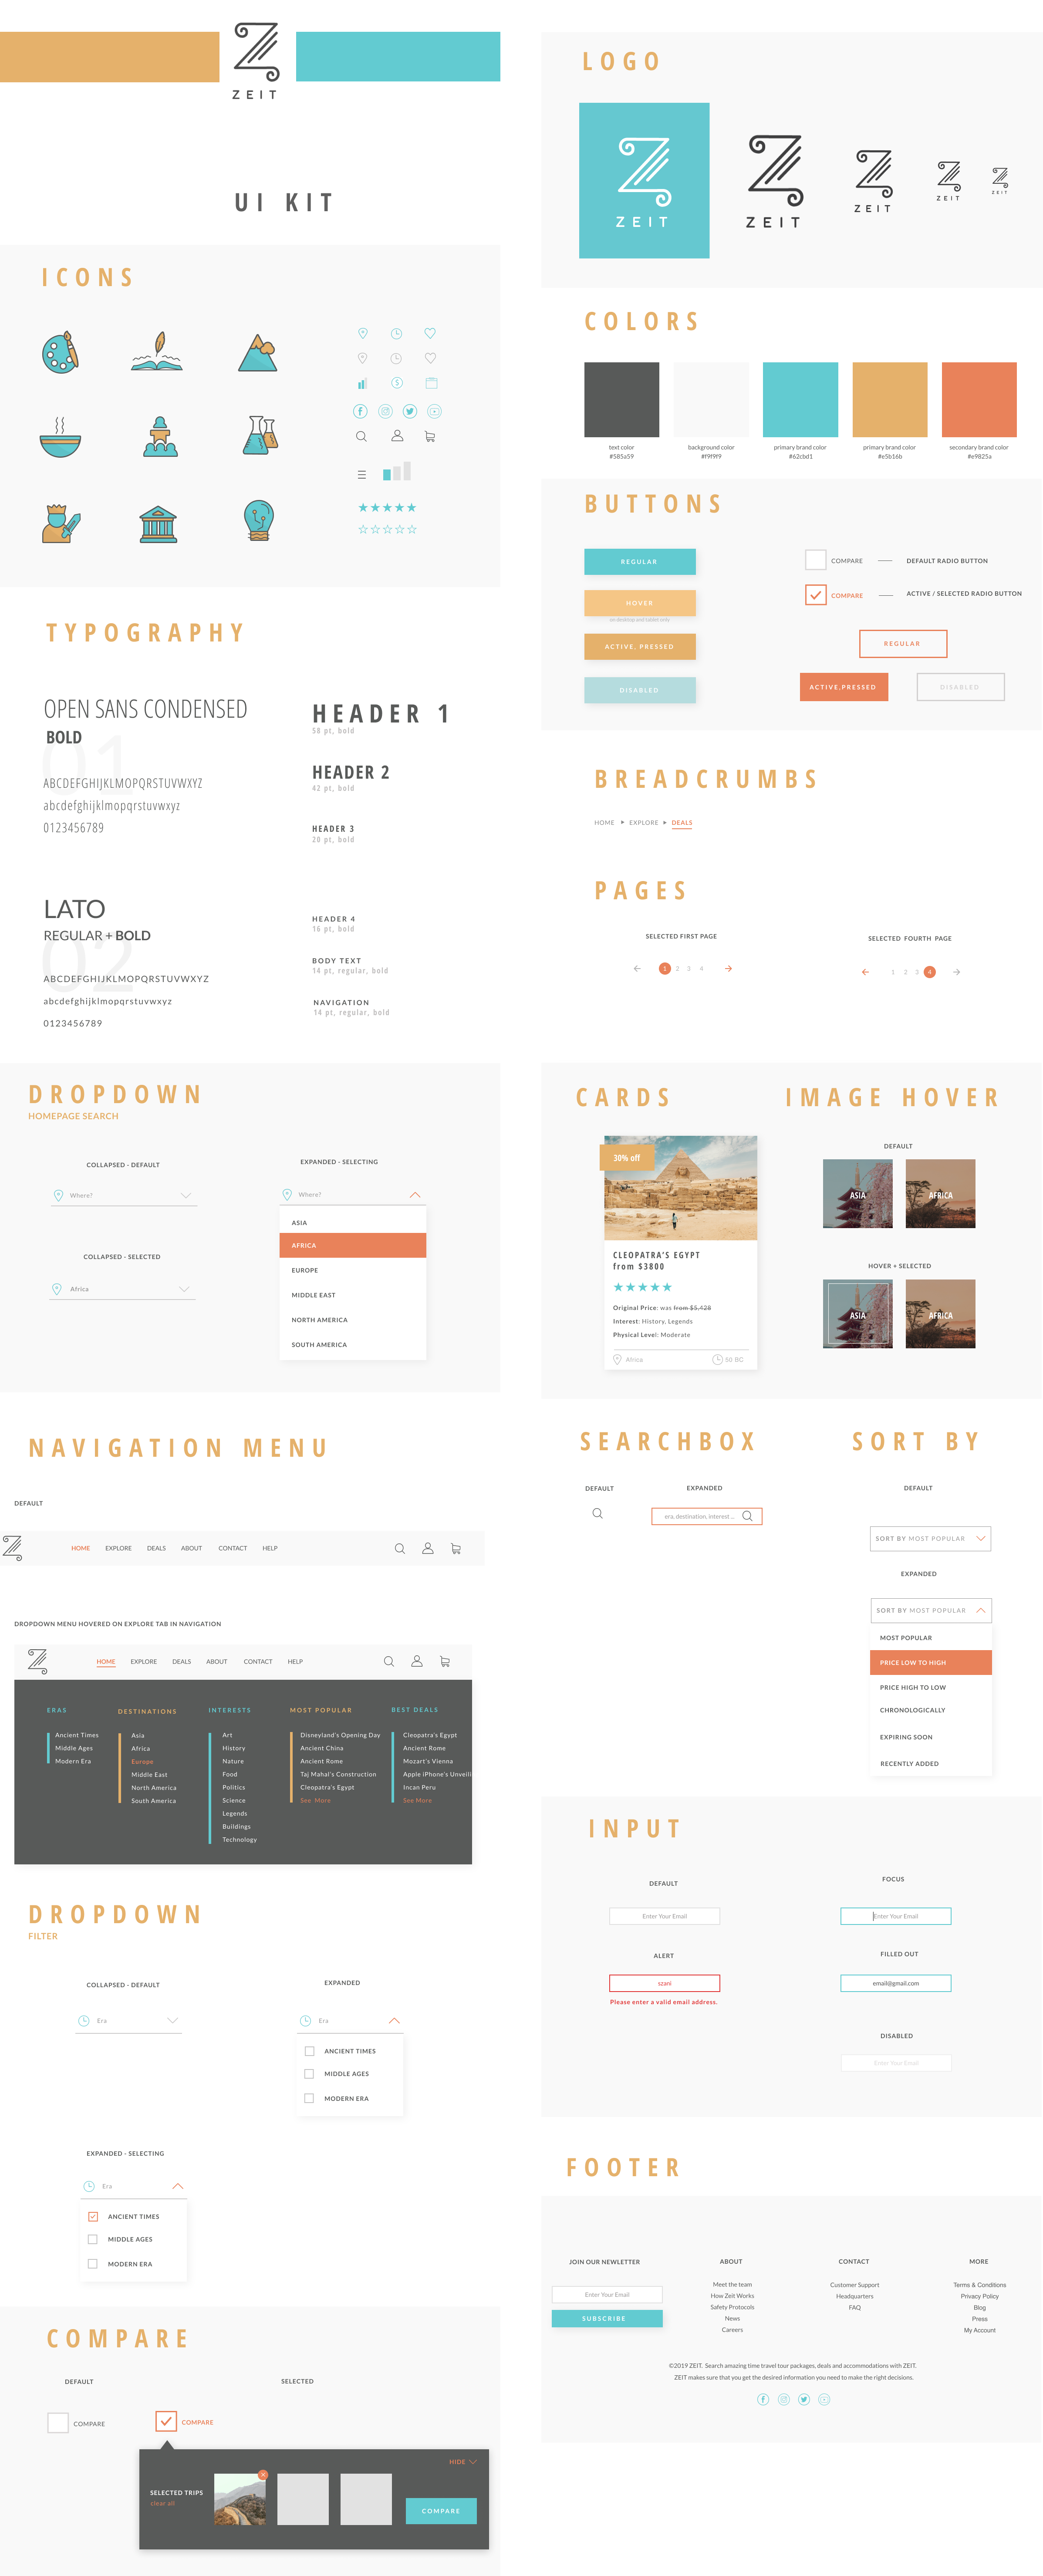 ZEIT
UI KIT
ICONS
TYPOGRAPHY
OPEN SANS CONDENSED
BOLD
01
ABCDEFGHIJKLMOPQRSTUVWXYZ
abcdefghijklmopqrstuvwxyz
0123456789
HEADER 1
58 pt, bold
HEADER 2
42 pt, bold
HEADER 3
20 pt, bold
LATO
REGULAR + BOLD
02
ABCDEFGHIJKLMOPQRSTUVWXYZ
abcdefghijklmopqrstuvwxyz
0123456789
HEADER 4
16 pt, bold
BODY TEXT
14 pt, regular, bold
NAVIGATION
14 pt, regular, bold
DROPDOWN
HOMEPAGE SEARCH
COLLAPSED - DEFAULT
Where?
COLLAPSED - SELECTED
Africa
EXPANDED - SELECTING
Where?
ASIA
AFRICA
EUROPE
MIDDLE EAST
NORTH AMERICA
SOUTH AMERICA
NAVIGATION MENU
DEFAULT
HOME EXPLORE DEALS ABOUT CONTACT HELP
DROPDOWN MENU HOVERED ON EXPLORE TAB IN NAVIGATION
HOME EXPLORE DEALS ABOUT CONTACT HELP
ERAS
Ancient Times
Middle Ages
Modern Era
DESTINATIONS
Asia
Africa
Europe
Middle East
North America
South America
INTERESTS
Art
History
Nature
Food
Politics
Science
Legends
Buildings
Technology
MOST POPULAR
Disneyland's Opening Day
Ancient China
Ancient Rome
Taj Mahal's Construction
Cleopatra's Egypt
See More
BEST DEALS
Cleopatra's Egypt
Ancient Rome
Mozart's Vienna
Apple iPhone's Unveili
Incan Peru
See More
DROPDOWN
FILTER
COLLAPSED - DEFAULT
Era
EXPANDED
Era
ANCIENT TIMES
MIDDLE AGES
MODERN ERA
EXPANDED - SELECTING
Era
ANCIENT TIMES
MIDDLE AGES
MODERN ERA
COMPARE
DEFAULT
COMPARE
SELECTED
COMPARE
HIDE
SELECTED TRIPS
clear all
COMPARE
LOGO
ZEIT
ZEIT
ZEIT
ZEIT
ZEIT
COLORS
text color
#585a59
background color
#f9f9f9
primary brand color
#62cbd1
primary brand color
#e5b16b
secondary brand color
#e9825a
BUTTONS
REGULAR
HOVER
on desktop and tablet only
ACTIVE, PRESSED
DISABLED
COMPARE DEFAULT RADIO BUTTON
COMPARE ACTIVE / SELECTED RADIO BUTTON
REGULAR
ACTIVE,PRESSED
DISABLED
BREADCRUMBS
HOME EXPLORE DEALS
PAGES
SELECTED FIRST PAGE
1 2 3 4
SELECTED FOURTH PAGE
1 2 3 4
CARDS
30% off
CLEOPATRA'S EGYPT
from $3800
Original Price: was from $5,428
Interest: History, Legends
Physical Level: Moderate
Africa 50 BC
IMAGE HOVER
DEFAULT
ASIA AFRICA
HOVER + SELECTED
ASIA AFRICA
SEARCHBOX
DEFAULT
EXPANDED
era, destination, interest ...
SORT BY
DEFAULT
SORT BY MOST POPULAR
EXPANDED
SORT BY MOST POPULAR
MOST POPULAR
PRICE LOW TO HIGH
PRICE HIGH TO LOW
CHRONOLOGICALLY
EXPIRING SOON
RECENTLY ADDED
INPUT
DEFAULT
Enter Your Email
ALERT
szani
Please enter a valid email address.
FOCUS
Enter Your Email
FILLED OUT
email@gmail.com
DISABLED
Enter Your Email
FOOTER
JOIN OUR NEWLETTER
Enter Your Email
SUBSCRIBE
ABOUT
Meet the team
How Zeit Works
Safety Protocols
News
Careers
CONTACT
Customer Support
Headquarters
FAQ
MORE
Terms & Conditions
Privacy Policy
Blog
Press
My Account
©2019 ZEIT. Search amazing time travel tour packages, deals and accommodations with ZEIT.
ZEIT makes sure that you get the desired information you need to make the right decisions.